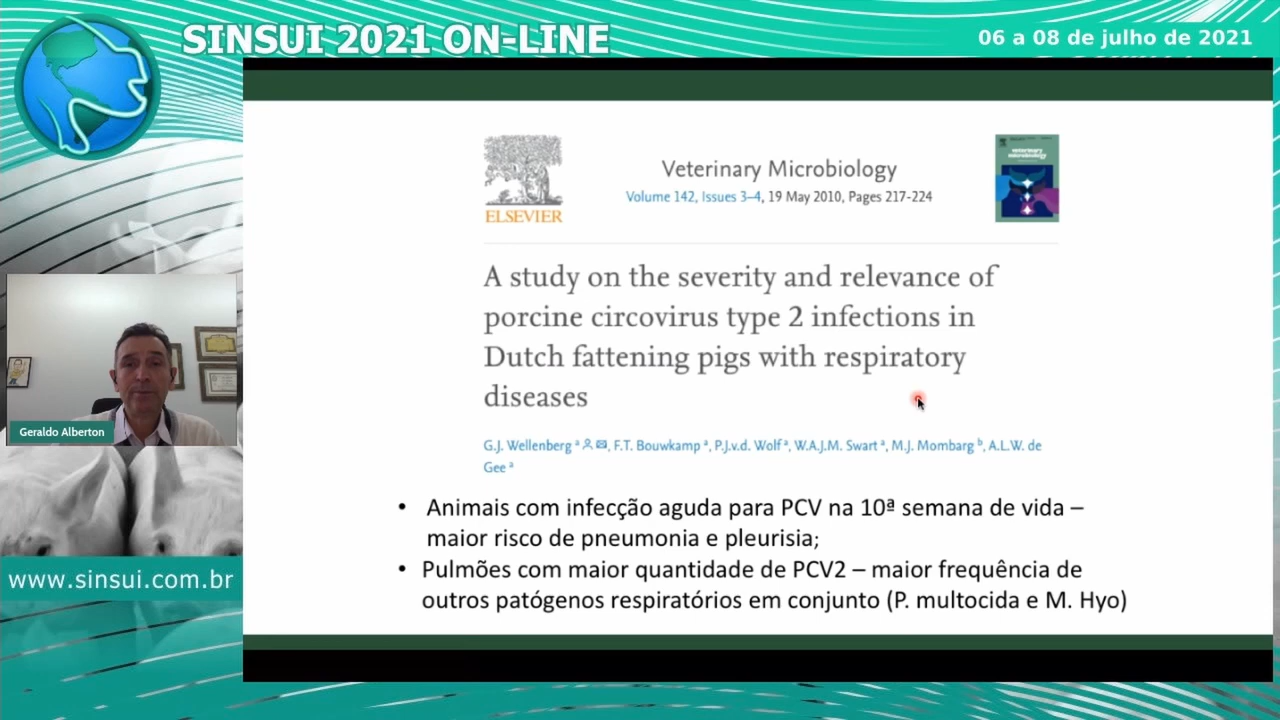 SINSUI 2021 ON-LINE
06 a 08 de julho de 2021
ELSEVIER
Veterinary Microbiology
Volume 142, Issues 3–4, 19 May 2010, Pages 217-224
veterinary
microbiology
A study on the severity and relevance of
porcine circovirus type 2 infections in
Dutch fattening pigs with respiratory
diseases
G.J. Wellenberg ᵃ, F.T. Bouwkamp ᵃ, P.J.v.d. Wolf ᵃ, W.A.J.M. Swart ᵃ, M.J. Mombarg ᵇ, A.L.W. de
Gee ᵃ
• Animais com infecção aguda para PCV na 10ª semana de vida –
maior risco de pneumonia e pleurisia;
• Pulmões com maior quantidade de PCV2 – maior frequência de
outros patógenos respiratórios em conjunto (P. multocida e M. Hyo)
Geraldo Alberton
www.sinsui.com.br